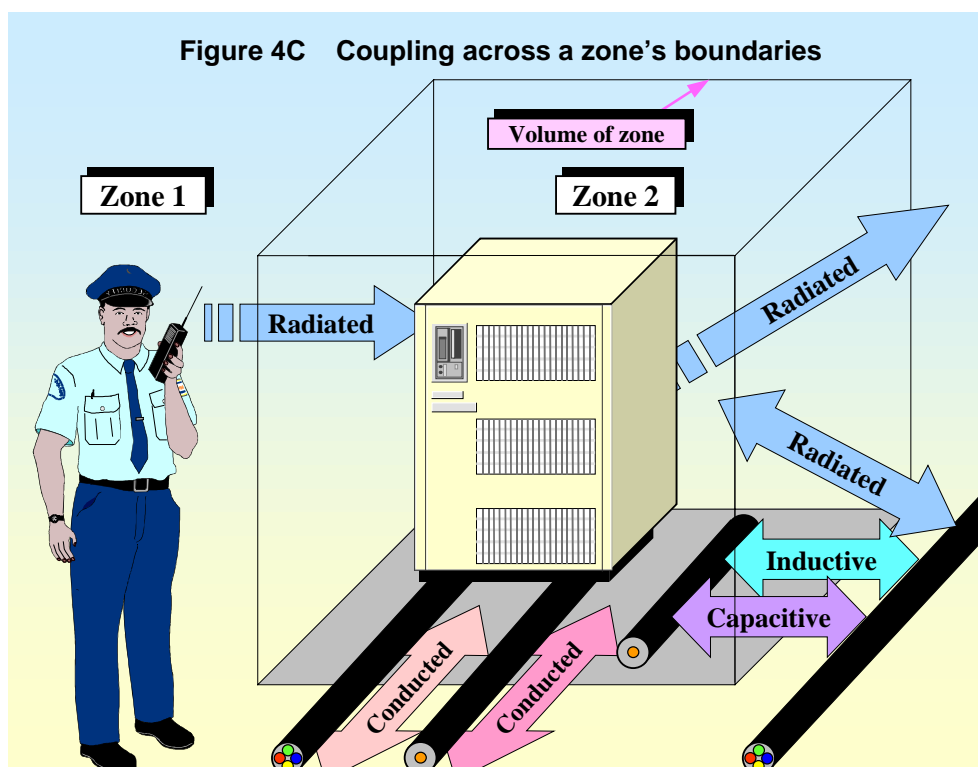 Figure 4C Coupling across a zone's boundaries
Volume of zone
Zone 1
Zone 2
Radiated
Radiated
Radiated
Inductive
Capacitive
Conducted
Conducted